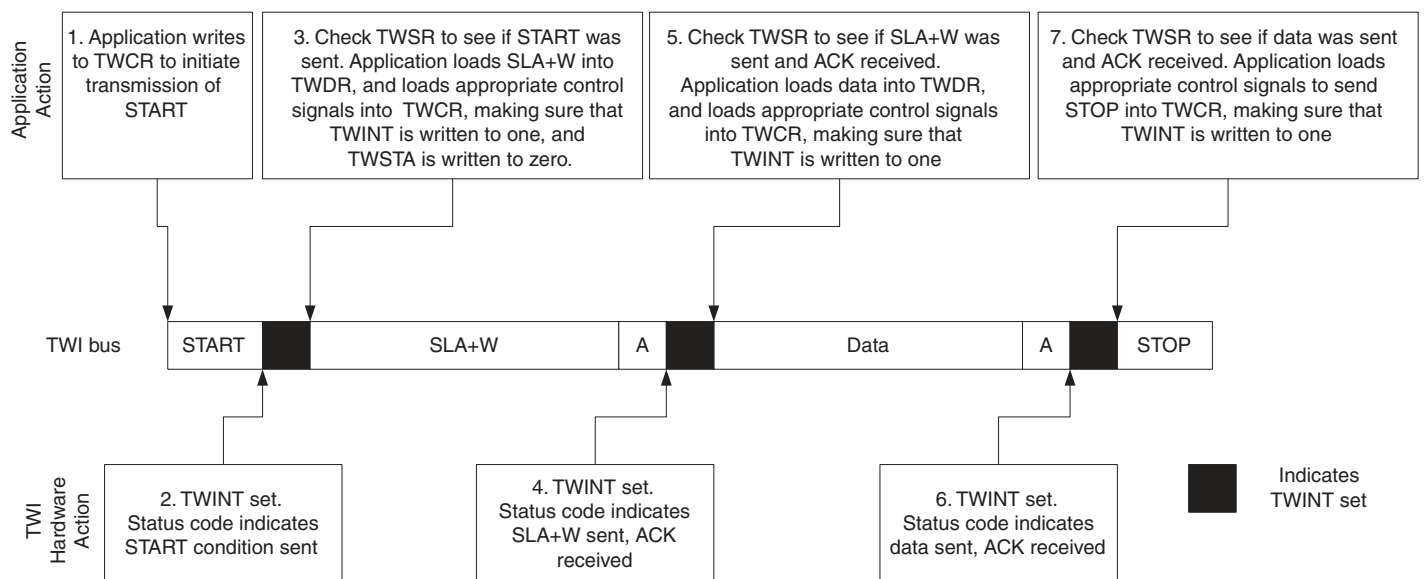 Application
Action
1. Application writes
to TWCR to initiate
transmission of
START
3. Check TWSR to see if START was
sent. Application loads SLA+W into
TWDR, and loads appropriate control
signals into TWCR, making sure that
TWINT is written to one, and
TWSTA is written to zero.
5. Check TWSR to see if SLA+W was
sent and ACK received.
Application loads data into TWDR,
and loads appropriate control signals
into TWCR, making sure that
TWINT is written to one
7. Check TWSR to see if data was sent
and ACK received. Application loads
appropriate control signals to send
STOP into TWCR, making sure that
TWINT is written to one
TWI bus
START
SLA+W
A
Data
A
STOP
TWI
Hardware
Action
2. TWINT set.
Status code indicates
START condition sent
4. TWINT set.
Status code indicates
SLA+W sent, ACK
received
6. TWINT set.
Status code indicates
data sent, ACK received
Indicates
TWINT set